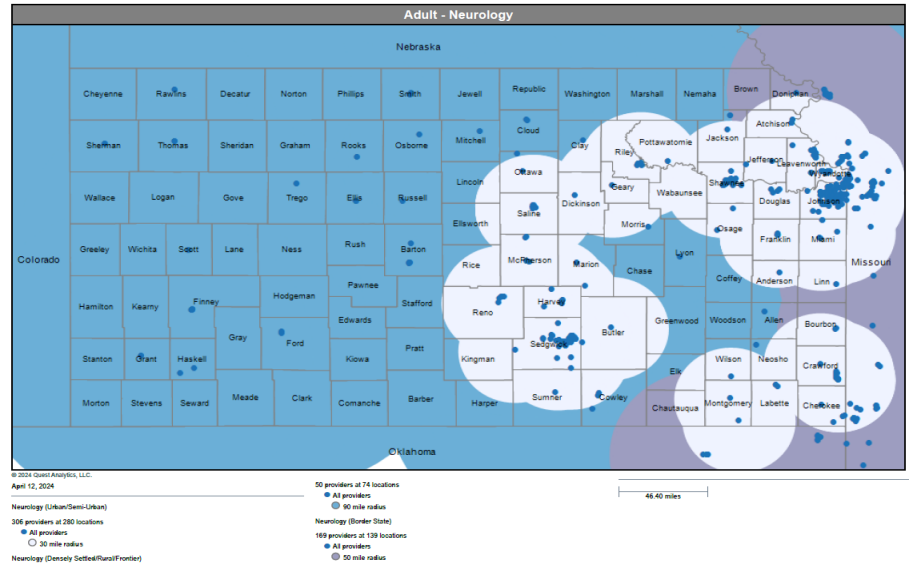 Adult - Neurology
Nebraska
Cheyenne Rawlins Decatur Norton Phillips Smith Jewell Republic Washington Marshall Nemaha Brown Doniphan
Sherman Thomas Sheridan Graham Rooks Osborne Mitchell Cloud Clay Riley Pottawatomie Jackson Atchison
Jefferson Leavenworth
Wallace Logan Gove Trego Ellis Russell Lincoln Ottawa Dickinson Geary Wabaunsee Shawnee Douglas Wyandotte Johnson
Ellsworth Saline Morris Osage Franklin Miami
Colorado Greeley Wichita Scott Lane Ness Rush Barton Rice McPherson Marion Chase Lyon Coffey Anderson Linn Missouri
Hamilton Kearny Finney Hodgeman Pawnee Stafford Reno Harvey Butler Greenwood Woodson Allen Bourbon
Gray Ford Edwards
Stanton Grant Haskell Kiowa Pratt Kingman Sedgwick Elk Wilson Neosho Crawford
Morton Stevens Seward Meade Clark Comanche Barber Harper Sumner Cowley Chautauqua Montgomery Labette Cherokee
Oklahoma
© 2024 Quest Analytics, LLC.
April 12, 2024
Neurology (Urban/Semi-Urban)
306 providers at 280 locations
All providers
30 mile radius
Neurology (Densely Settled/Rural/Frontier)
50 providers at 74 locations
All providers
90 mile radius
Neurology (Border State)
169 providers at 139 locations
All providers
50 mile radius
46.40 miles